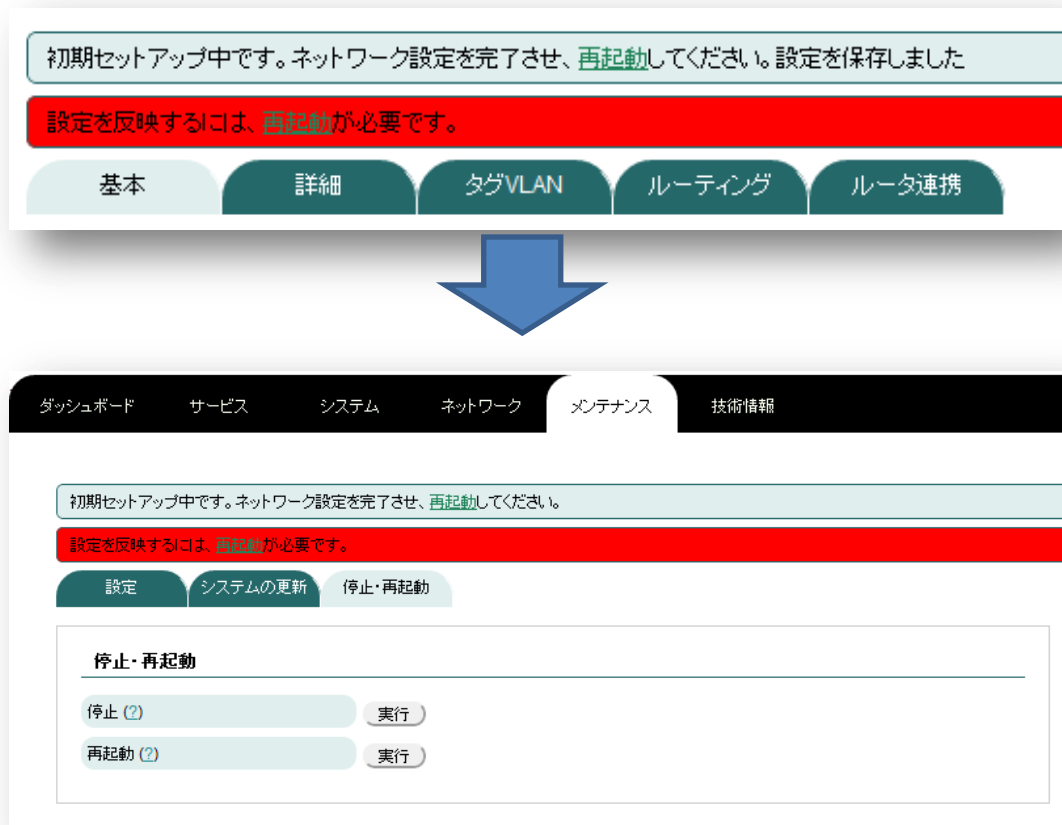 初期セットアップ中です。ネットワーク設定を完了させ、再起動してください。設定を保存しました
設定を反映するには、再起動が必要です。
基本 詳細 タグVLAN ルーティング ルータ連携
ダッシュボード サービス システム ネットワーク メンテナンス 技術情報
初期セットアップ中です。ネットワーク設定を完了させ、再起動してください。
設定を反映するには、再起動が必要です。
設定 システムの更新 停止・再起動
停止・再起動
停止 (?) 実行
再起動 (?) 実行